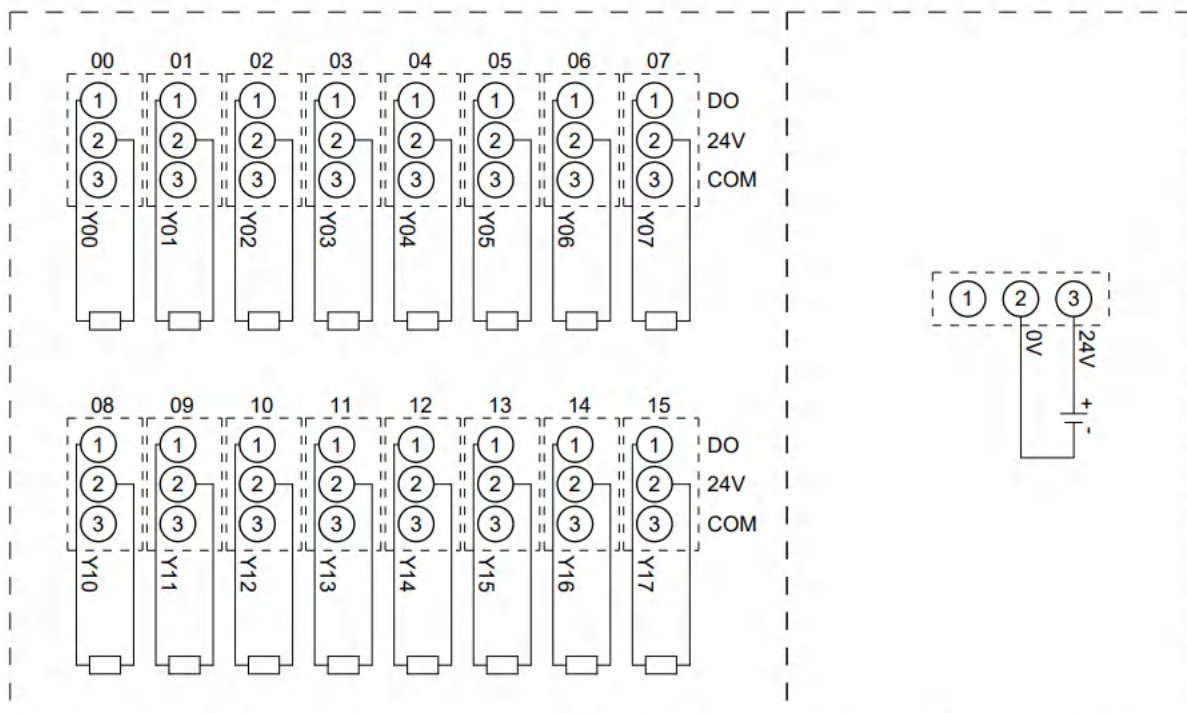 00 01 02 03 04 05 06 07
1 1 1 1 1 1 1 1 DO
2 2 2 2 2 2 2 2 24V
3 3 3 3 3 3 3 3 COM
Y00 Y01 Y02 Y03 Y04 Y05 Y06 Y07
08 09 10 11 12 13 14 15
1 1 1 1 1 1 1 1 DO
2 2 2 2 2 2 2 2 24V
3 3 3 3 3 3 3 3 COM
Y10 Y11 Y12 Y13 Y14 Y15 Y16 Y17
1 2 3
0V 24V
+
-